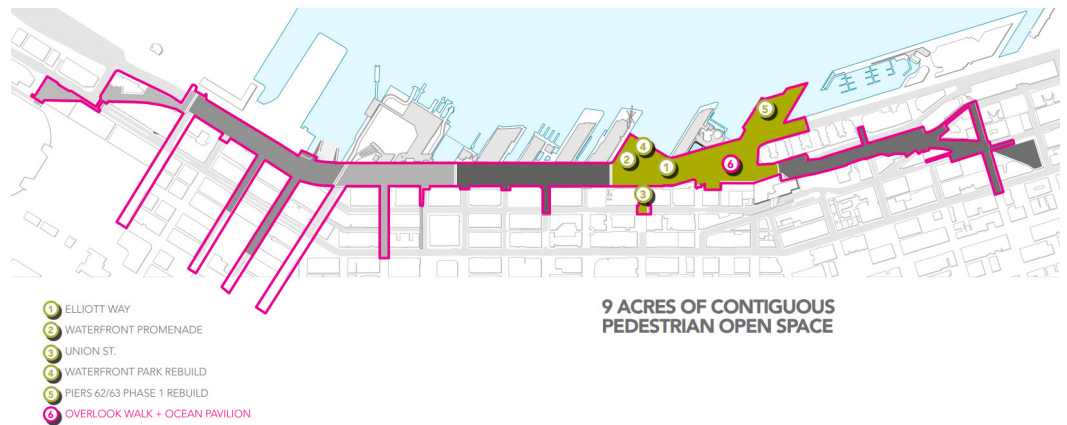 5
4
2
1
6
3
1 ELLIOTT WAY
2 WATERFRONT PROMENADE
3 UNION ST.
4 WATERFRONT PARK REBUILD
5 PIERS 62/63 PHASE 1 REBUILD
6 OVERLOOK WALK + OCEAN PAVILION
9 ACRES OF CONTIGUOUS
PEDESTRIAN OPEN SPACE